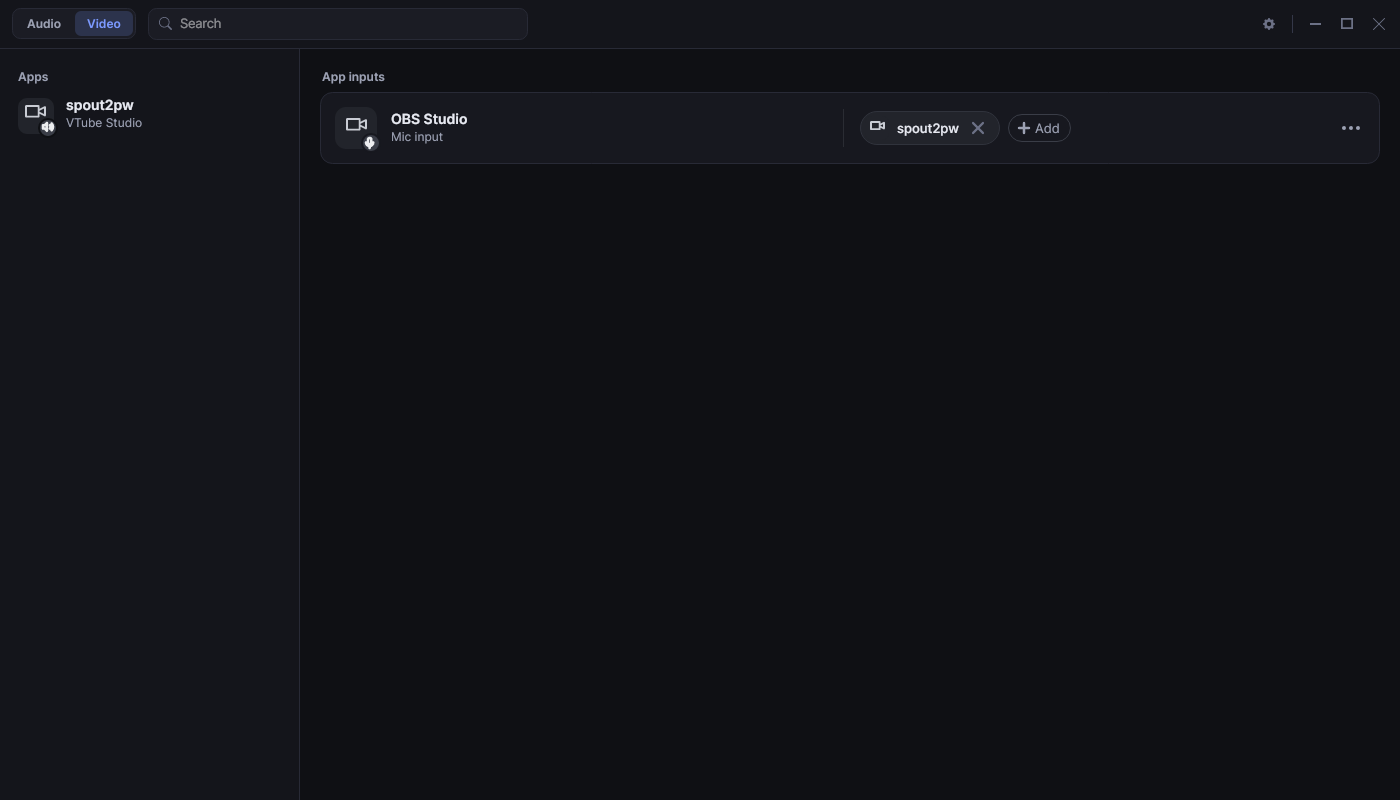 Audio
Video
Search
Apps
spout2pw
VTube Studio
App inputs
OBS Studio
Mic input
spout2pw
Add